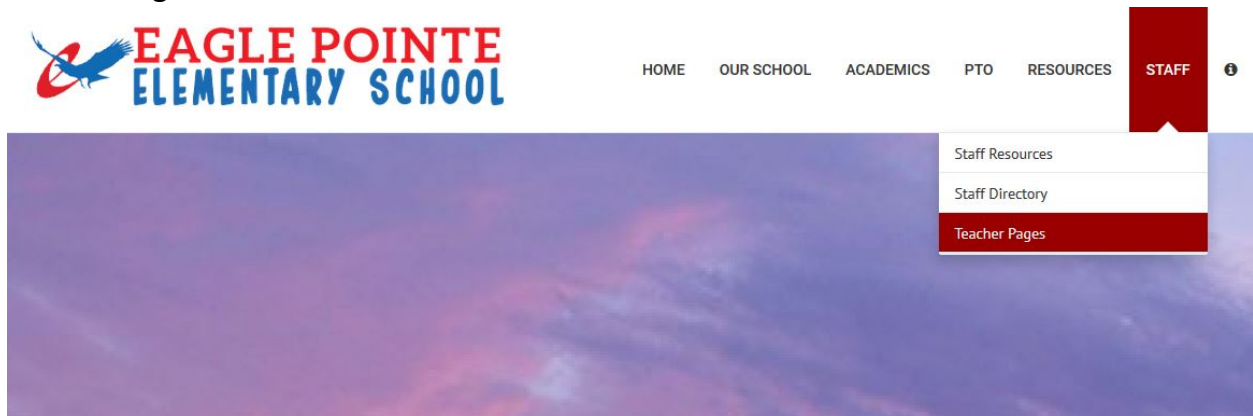 EAGLE POINTE
ELEMENTARY SCHOOL
HOME OUR SCHOOL ACADEMICS PTO RESOURCES STAFF
Staff Resources
Staff Directory
Teacher Pages